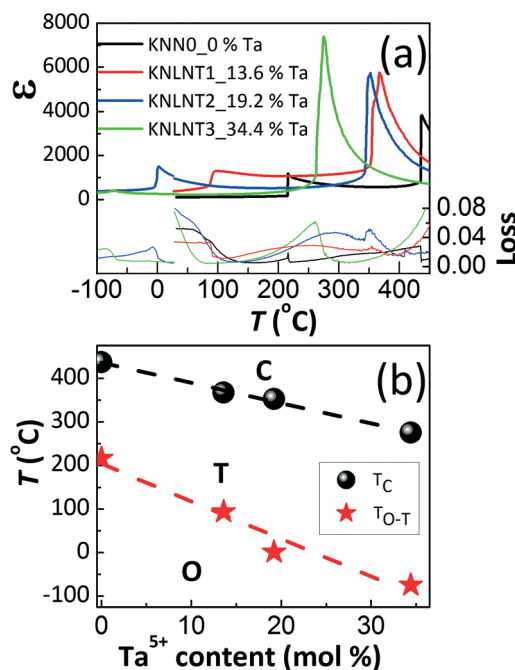 8000
6000
4000
2000
0
ε
(a)
KNN0_0 % Ta
KNLNT1_13.6 % Ta
KNLNT2_19.2 % Ta
KNLNT3_34.4 % Ta
0.08
0.04
0.00
Loss
-100 0 100 200 300 400
T (°C)
(b)
400
300
200
100
0
-100
T (°C)
C
T
O
T_C
T_O-T
0 10 20 30
Ta⁵⁺ content (mol %)